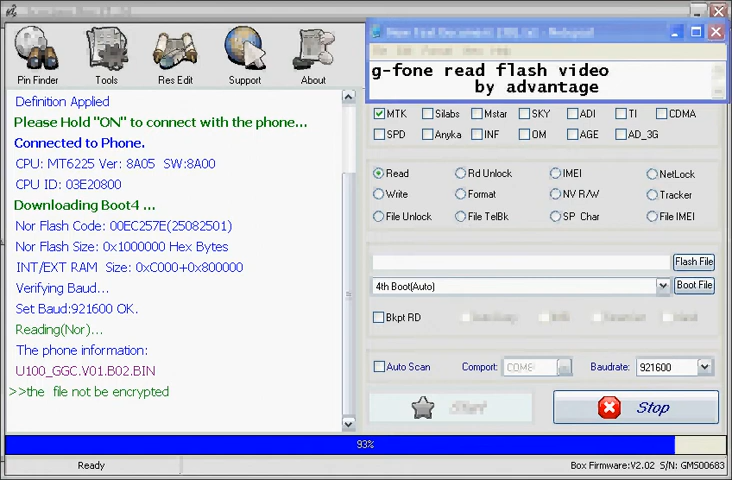 Pin Finder
Tools
Res Edit
Support
About
g-fone read flash video
by advantage
Definition Applied
Please Hold "ON" to connect with the phone...
Connected to Phone.
CPU: MT6225 Ver: 8A05 SW:8A00
CPU ID: 03E20800
Downloading Boot4 ...
Nor Flash Code: 00EC257E(25082501)
Nor Flash Size: 0x1000000 Hex Bytes
INT/EXT RAM Size: 0xC000+0x800000
Verifying Baud...
Set Baud:921600 OK.
Reading(Nor)...
The phone information:
U100_GGC.V01.B02.BIN
>>the file not be encrypted
MTK Silabs Mstar SKY ADI TI CDMA
SPD Anyka INF OM AGE AD_3G
Read Rd Unlock IMEI NetLock
Write Format NV R/W Tracker
File Unlock File TelBk SP Char File IMEI
Flash File
4th Boot(Auto) Boot File
Bkpt RD
Auto Scan Comport: COM8 Baudrate: 921600
Stop
93%
Ready
Box Firmware:V2.02 S/N: GMS00683